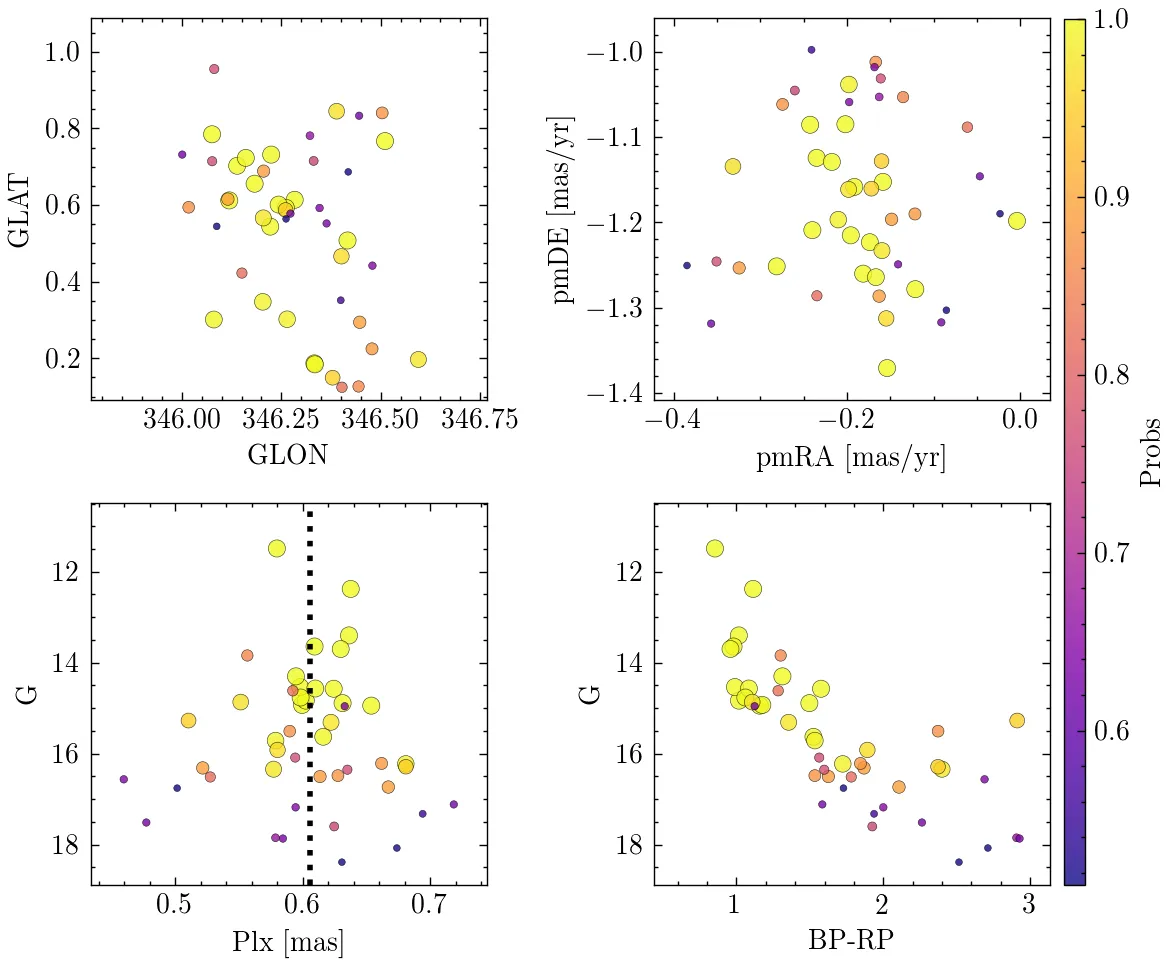 1.0
0.8
0.6
0.4
0.2
GLAT
346.00 346.25 346.50 346.75
GLON
−1.0
−1.1
−1.2
−1.3
−1.4
pmDE [mas/yr]
−0.4 −0.2 0.0
pmRA [mas/yr]
12
14
16
18
G
0.5 0.6 0.7
Plx [mas]
12
14
16
18
G
1 2 3
BP-RP
1.0
0.9
0.8
0.7
0.6
Probs